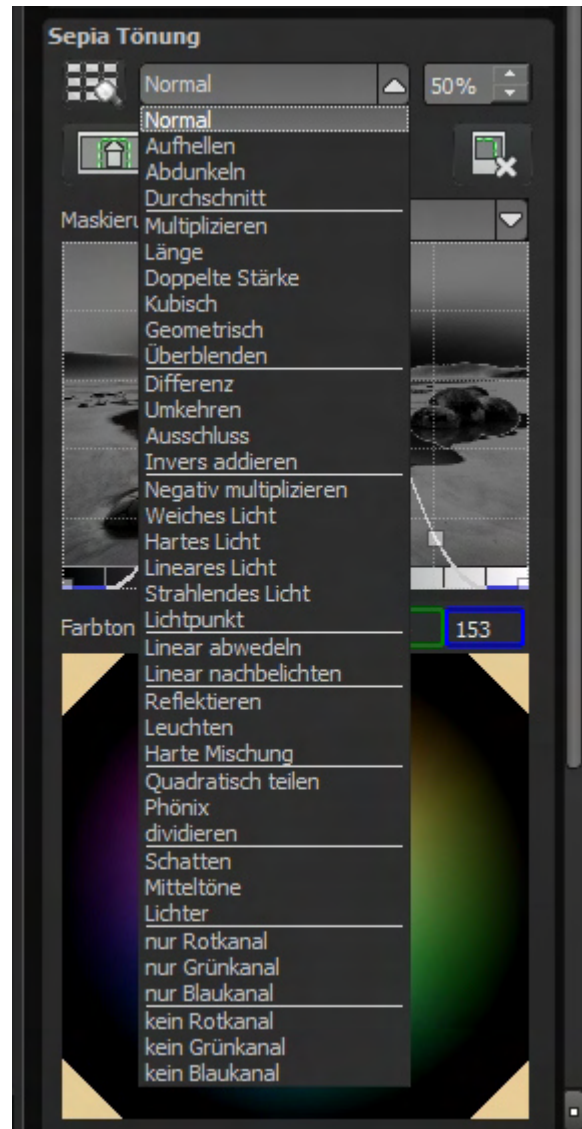 Sepia Tönung
Normal
50%
Normal
Aufhellen
Abdunkeln
Durchschnitt
Multiplizieren
Länge
Doppelte Stärke
Kubisch
Geometrisch
Überblenden
Differenz
Umkehren
Ausschluss
Invers addieren
Negativ multiplizieren
Weiches Licht
Hartes Licht
Lineares Licht
Strahlendes Licht
Lichtpunkt
Linear abwedeln
Linear nachbelichten
Reflektieren
Leuchten
Harte Mischung
Quadratisch teilen
Phönix
dividieren
Schatten
Mitteltöne
Lichter
nur Rotkanal
nur Grünkanal
nur Blaukanal
kein Rotkanal
kein Grünkanal
kein Blaukanal
Farbton
153